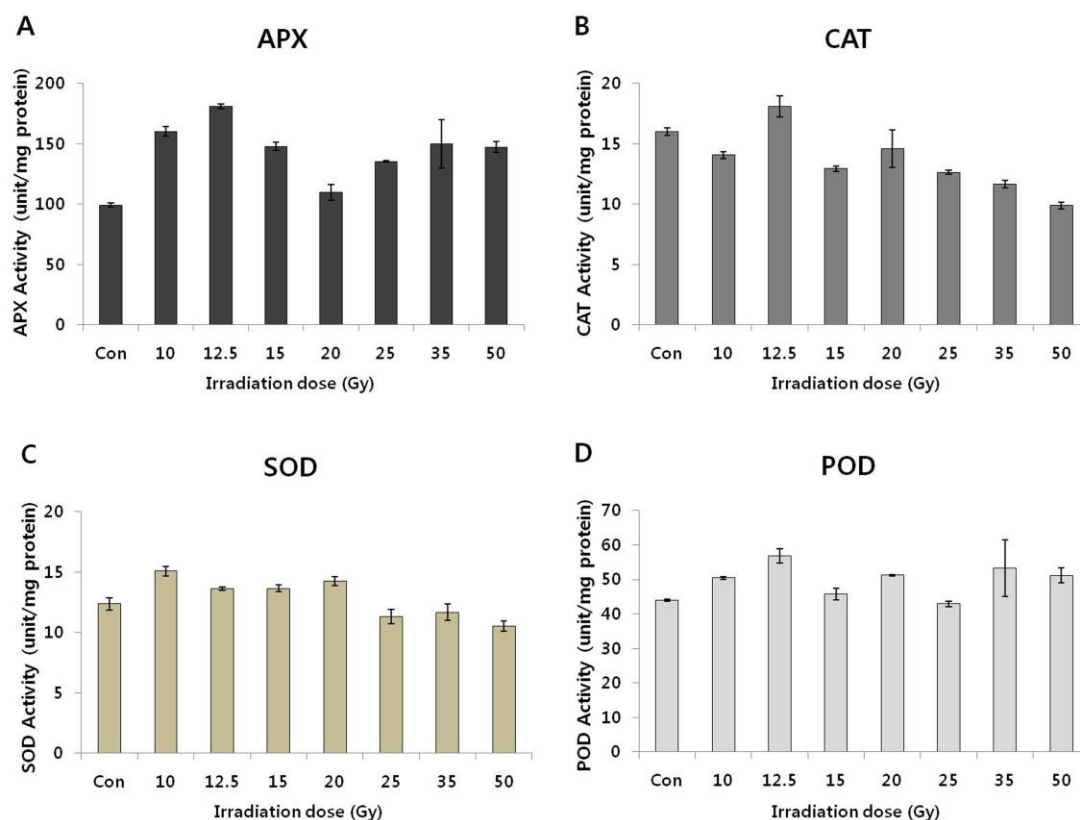 A
APX
APX Activity (unit/mg protein)
200
150
100
50
0
Con 10 12.5 15 20 25 35 50
Irradiation dose (Gy)
B
CAT
CAT Activity (unit/mg protein)
20
15
10
5
0
Con 10 12.5 15 20 25 35 50
Irradiation dose (Gy)
C
SOD
SOD Activity (unit/mg protein)
20
15
10
5
0
Con 10 12.5 15 20 25 35 50
Irradiation dose (Gy)
D
POD
POD Activity (unit/mg protein)
70
60
50
40
30
20
10
0
Con 10 12.5 15 20 25 35 50
Irradiation dose (Gy)